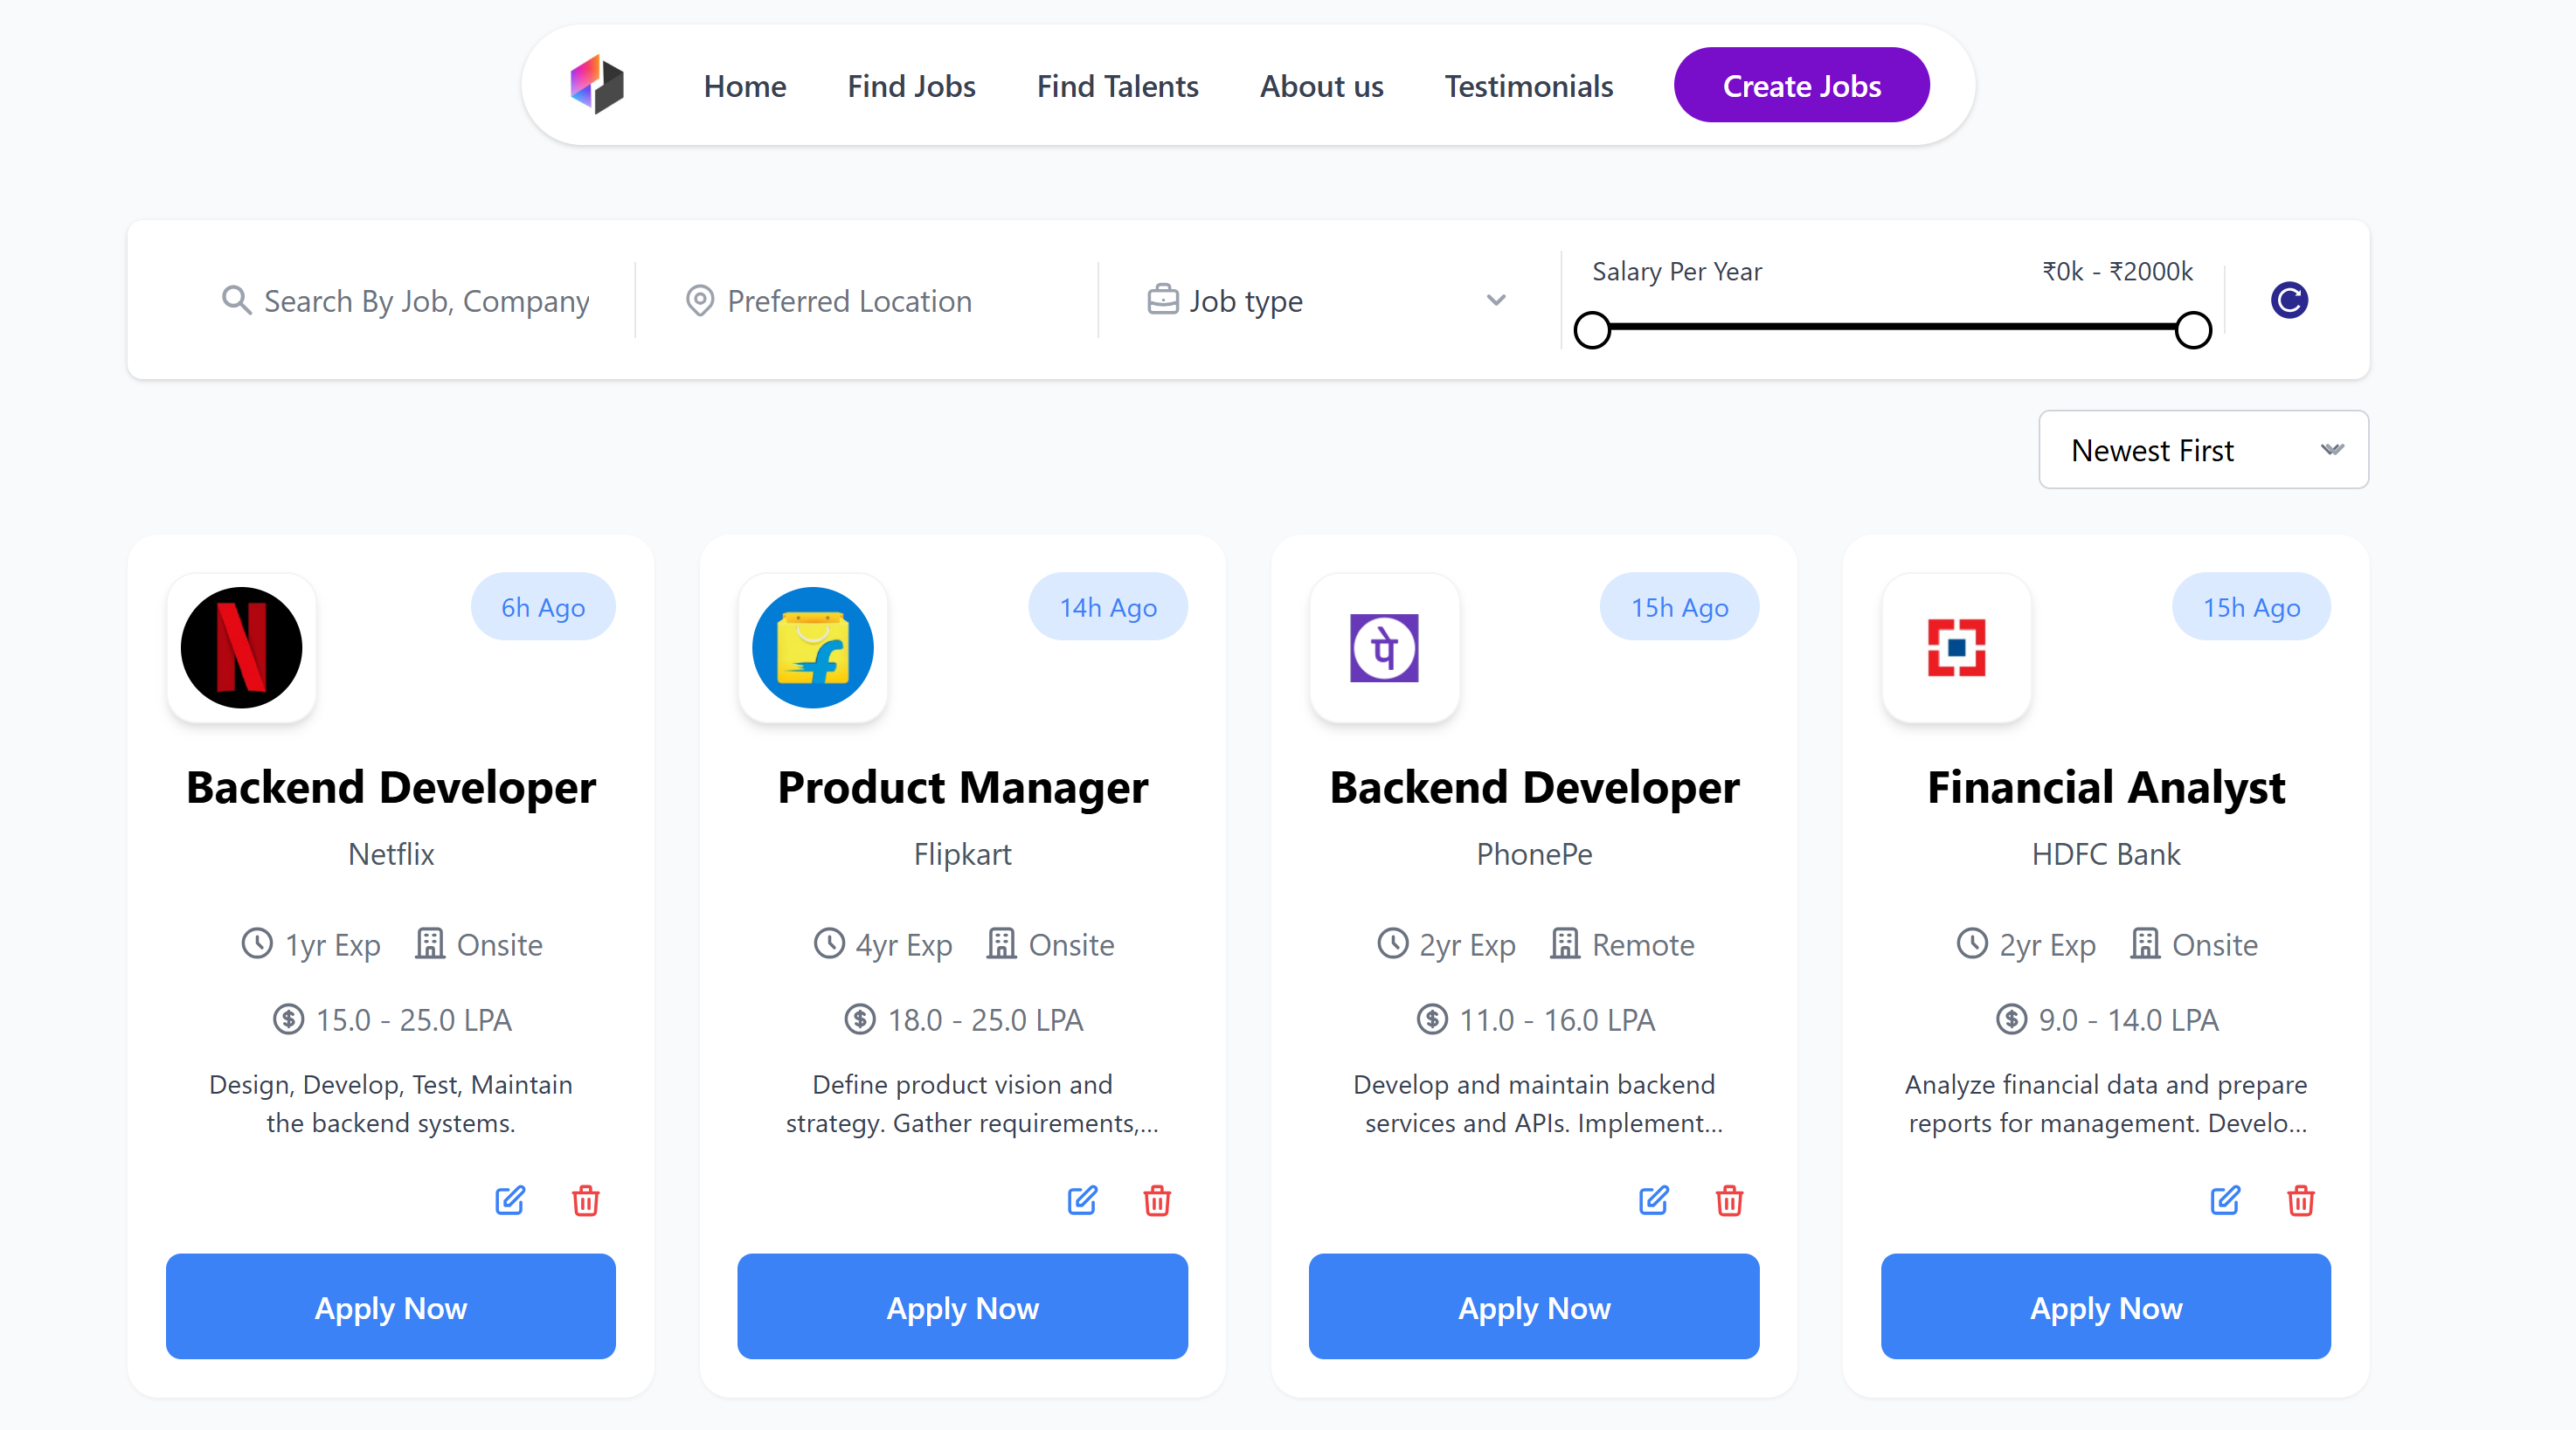 Home Find Jobs Find Talents About us Testimonials Create Jobs
Search By Job, Company
Preferred Location
Job type
Salary Per Year ₹0k - ₹2000k
Newest First
6h Ago
Backend Developer
Netflix
1yr Exp Onsite
15.0 - 25.0 LPA
Design, Develop, Test, Maintain
the backend systems.
Apply Now
14h Ago
Product Manager
Flipkart
4yr Exp Onsite
18.0 - 25.0 LPA
Define product vision and
strategy. Gather requirements,...
Apply Now
पे
15h Ago
Backend Developer
PhonePe
2yr Exp Remote
11.0 - 16.0 LPA
Develop and maintain backend
services and APIs. Implement...
Apply Now
15h Ago
Financial Analyst
HDFC Bank
2yr Exp Onsite
9.0 - 14.0 LPA
Analyze financial data and prepare
reports for management. Develo...
Apply Now